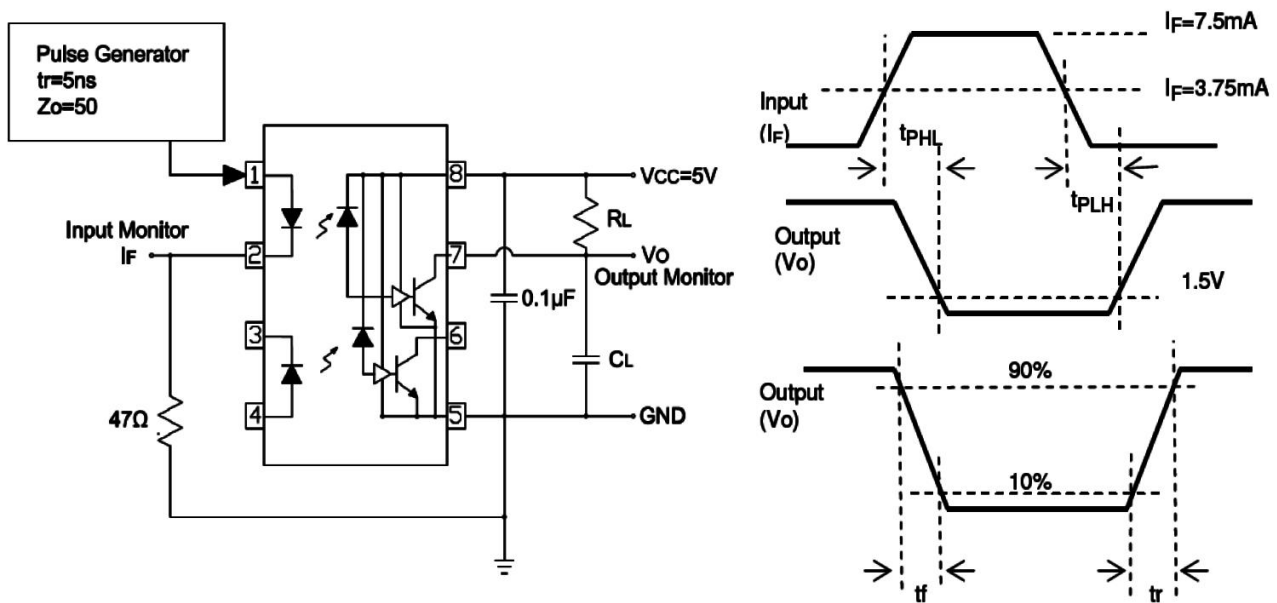 Pulse Generator
tr=5ns
Zo=50
1
2
3
4
8
7
6
5
Input Monitor
IF
47Ω
VCC=5V
RL
VO
Output Monitor
0.1µF
CL
GND
IF=7.5mA
IF=3.75mA
Input
(IF)
tPHL
tPLH
Output
(Vo)
1.5V
Output
(Vo)
90%
10%
tf
tr